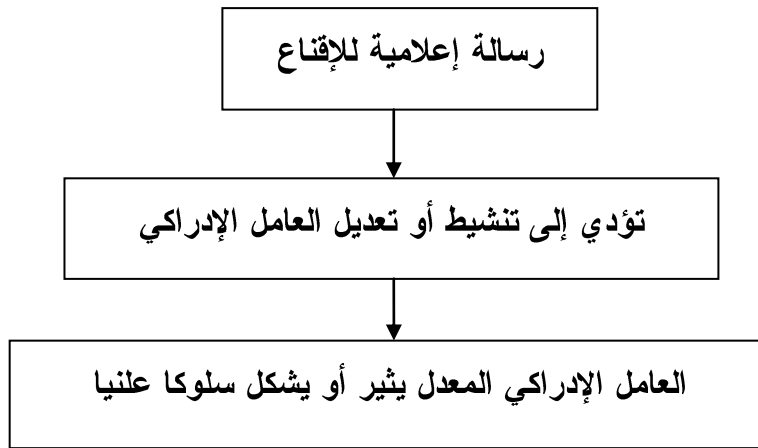 رسالة إعلامية للإقناع
تؤدي إلى تنشيط أو تعديل العامل الإدراكي
العامل الإدراكي المعدل يثير أو يشكل سلوكا علنيا